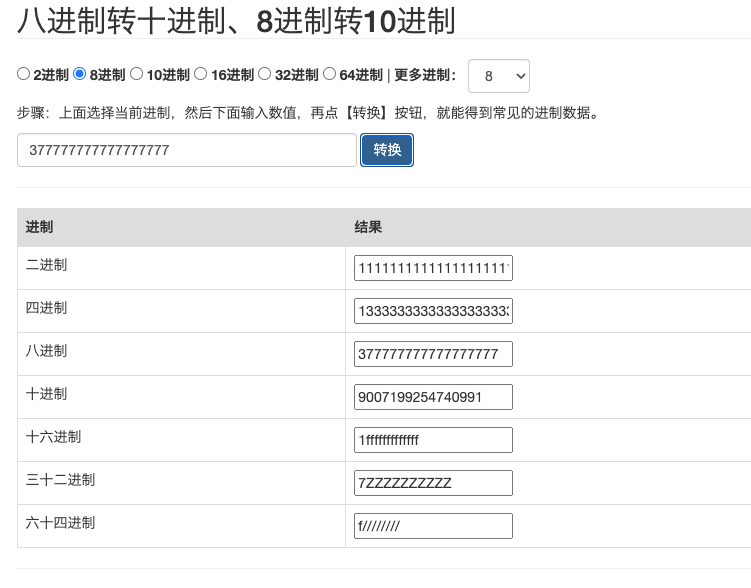 八进制转十进制、8进制转10进制
2进制 8进制 10进制 16进制 32进制 64进制 | 更多进制： 8
步骤：上面选择当前进制，然后下面输入数值，再点【转换】按钮，就能得到常见的进制数据。
377777777777777777 转换
进制 结果
二进制 1111111111111111111
四进制 1333333333333333333
八进制 377777777777777777
十进制 9007199254740991
十六进制 1fffffffffffff
三十二进制 7ZZZZZZZZZZ
六十四进制 f////////